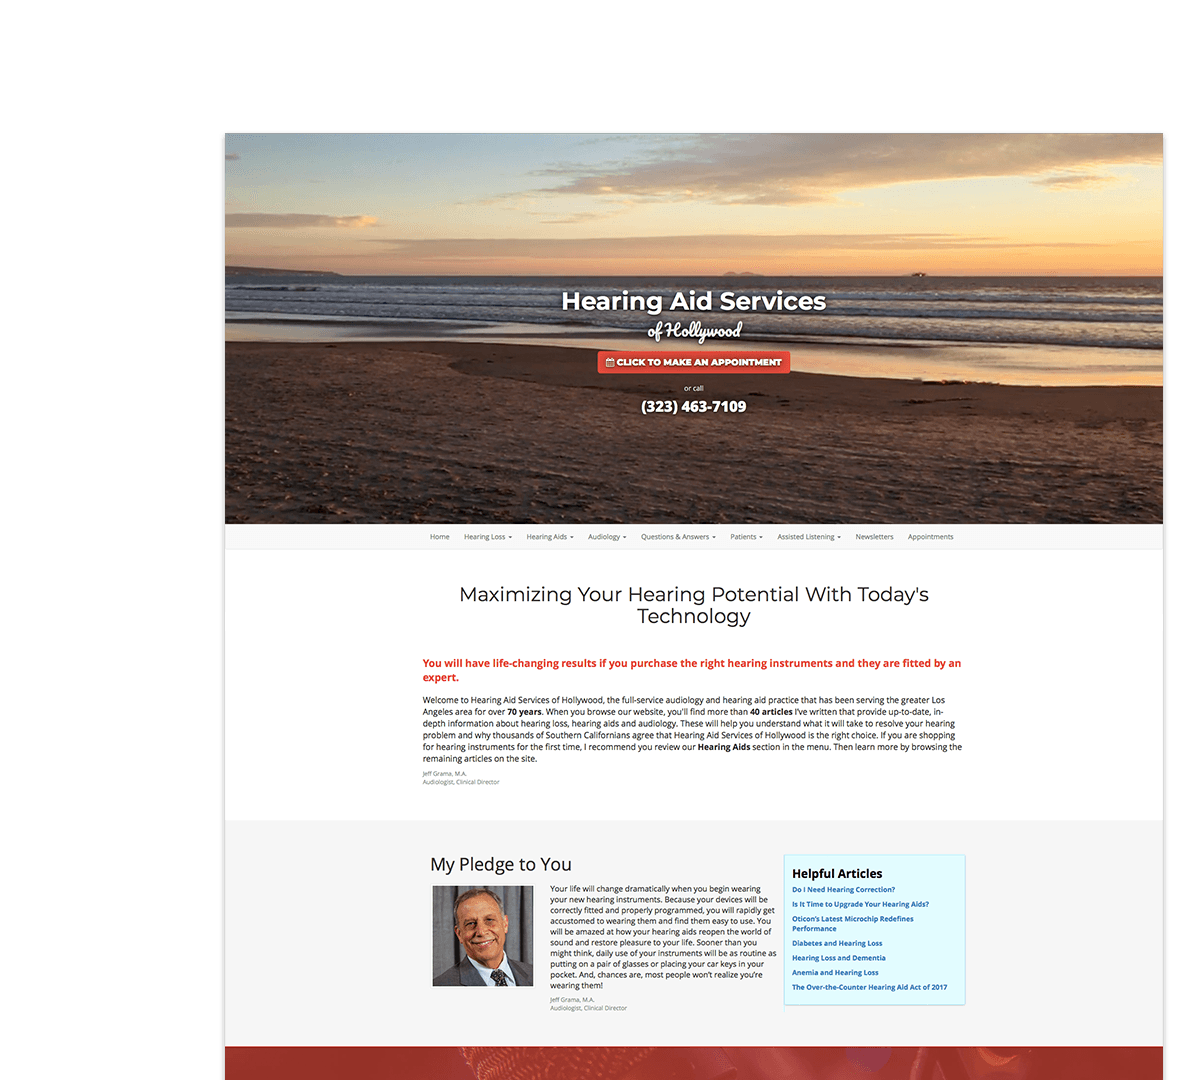 Hearing Aid Services
of Hollywood
CLICK TO MAKE AN APPOINTMENT
or call
(323) 463-7109
Home Hearing Loss Hearing Aids Audiology Questions & Answers Patients Assisted Listening Newsletters Appointments
Maximizing Your Hearing Potential With Today's
Technology
You will have life-changing results if you purchase the right hearing instruments and they are fitted by an
expert.
Welcome to Hearing Aid Services of Hollywood, the full-service audiology and hearing aid practice that has been serving the greater Los
Angeles area for over 70 years. When you browse our website, you'll find more than 40 articles I've written that provide up-to-date, in-
depth information about hearing loss, hearing aids and audiology. These will help you understand what it will take to resolve your hearing
problem and why thousands of Southern Californians agree that Hearing Aid Services of Hollywood is the right choice. If you are shopping
for hearing instruments for the first time, I recommend you review our Hearing Aids section in the menu. Then learn more by browsing the
remaining articles on the site.
Jeff Grama, M.A.
Audiologist, Clinical Director
My Pledge to You
Your life will change dramatically when you begin wearing
your new hearing instruments. Because your devices will be
correctly fitted and properly programmed, you will rapidly get
accustomed to wearing them and find them easy to use. You
will be amazed at how your hearing aids reopen the world of
sound and restore pleasure to your life. Sooner than you
might think, daily use of your instruments will be as routine as
putting on a pair of glasses or placing your car keys in your
pocket. And, chances are, most people won't realize you're
wearing them!
Jeff Grama, M.A.
Audiologist, Clinical Director
Helpful Articles
Do I Need Hearing Correction?
Is It Time to Upgrade Your Hearing Aids?
Oticon's Latest Microchip Redefines
Performance
Diabetes and Hearing Loss
Hearing Loss and Dementia
Anemia and Hearing Loss
The Over-the-Counter Hearing Aid Act of 2017